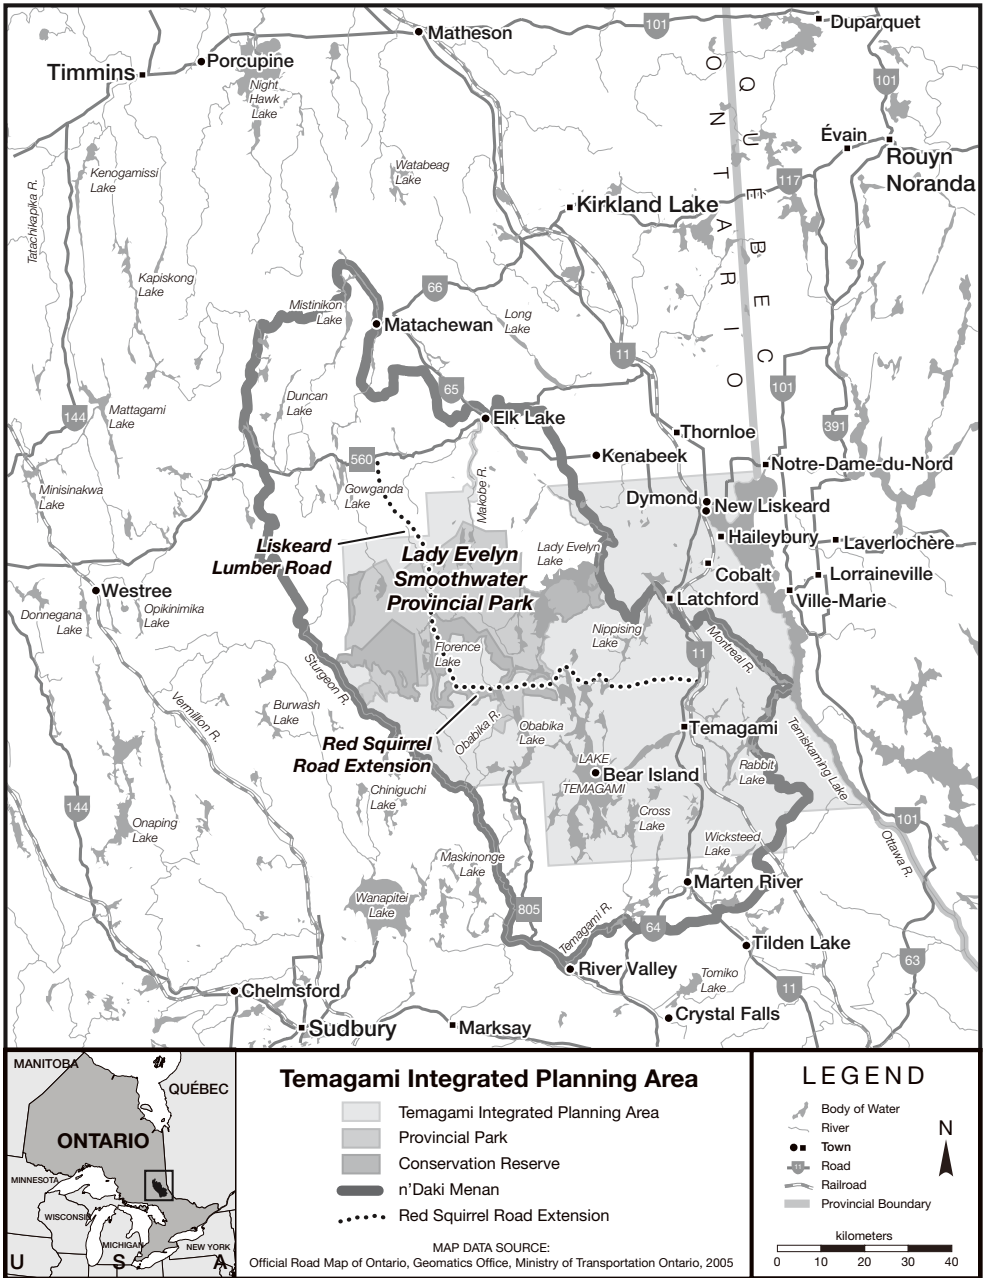 101
Duparquet
Matheson
Porcupine
Timmins
101
Night
Hawk
Lake
ONTARIO
QUÉBEC
Évain
Rouyn
Noranda
Tatachikapika R.
Kenogamissi
Lake
Watabeag
Lake
117
Kirkland Lake
Kapiskong
Lake
66
Mistinikon
Lake
Matachewan
Long
Lake
11
65
101
Duncan
Lake
144
Mattagami
Lake
Elk Lake
Thornloe
391
560
Kenabeek
Notre-Dame-du-Nord
Minisinakwa
Lake
Gowganda
Lake
Makobe R.
Dymond
New Liskeard
Haileybury
Laverlochère
Liskeard
Lumber Road
Lady Evelyn
Smoothwater
Provincial Park
Lady Evelyn
Lake
Cobalt
Lorraineville
Westree
Latchford
Ville-Marie
Donnegana
Lake
Opikinimika
Lake
Nippising
Lake
Florence
Lake
11
Montreal R.
Sturgeon R.
Vermillion R.
Burwash
Lake
Obabika R.
Obabika
Lake
Temagami
Temiskaming Lake
Red Squirrel
Road Extension
LAKE
TEMAGAMI
Bear Island
Rabbit
Lake
144
Chiniguchi
Lake
Cross
Lake
101
Onaping
Lake
Wicksteed
Lake
Ottawa R.
Maskinonge
Lake
Marten River
Wanapitei
Lake
805
Temagami R.
64
Tilden Lake
63
River Valley
Tomiko
Lake
11
Chelmsford
Crystal Falls
Sudbury
Marksay
MANITOBA
QUÉBEC
ONTARIO
MINNESOTA
WISCONSIN
MICHIGAN
NEW YORK
U S A
Temagami Integrated Planning Area
Temagami Integrated Planning Area
Provincial Park
Conservation Reserve
n'Daki Menan
Red Squirrel Road Extension
MAP DATA SOURCE:
Official Road Map of Ontario, Geomatics Office, Ministry of Transportation Ontario, 2005
LEGEND
Body of Water
River
Town
11
Road
Railroad
Provincial Boundary
N
kilometers
0 10 20 30 40